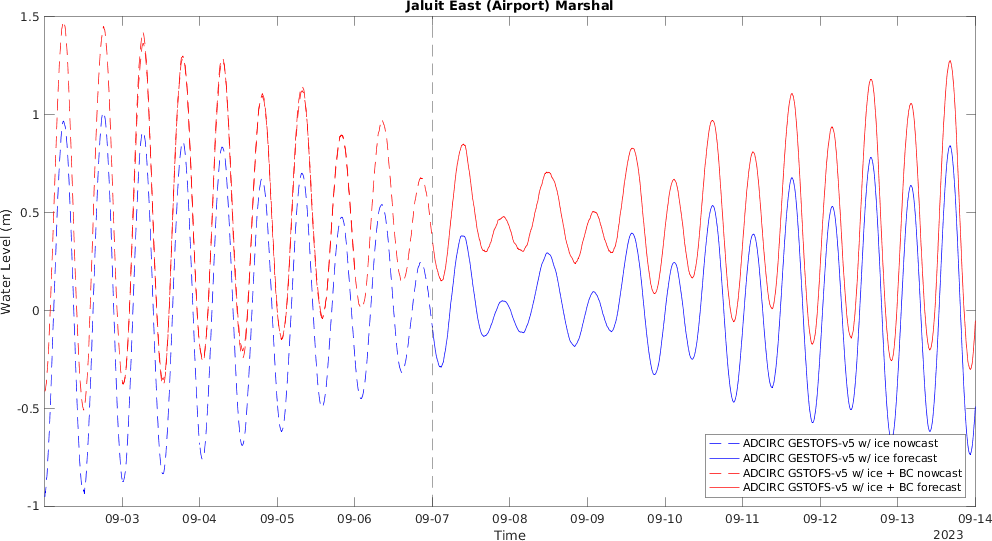 Jaluit East (Airport) Marshal
1.5
1
0.5
0
-0.5
-1
Water Level (m)
ADCIRC GESTOFS-v5 w/ ice nowcast
ADCIRC GESTOFS-v5 w/ ice forecast
ADCIRC GSTOFS-v5 w/ ice + BC nowcast
ADCIRC GSTOFS-v5 w/ ice + BC forecast
09-03 09-04 09-05 09-06 09-07 09-08 09-09 09-10 09-11 09-12 09-13 09-14
Time
2023